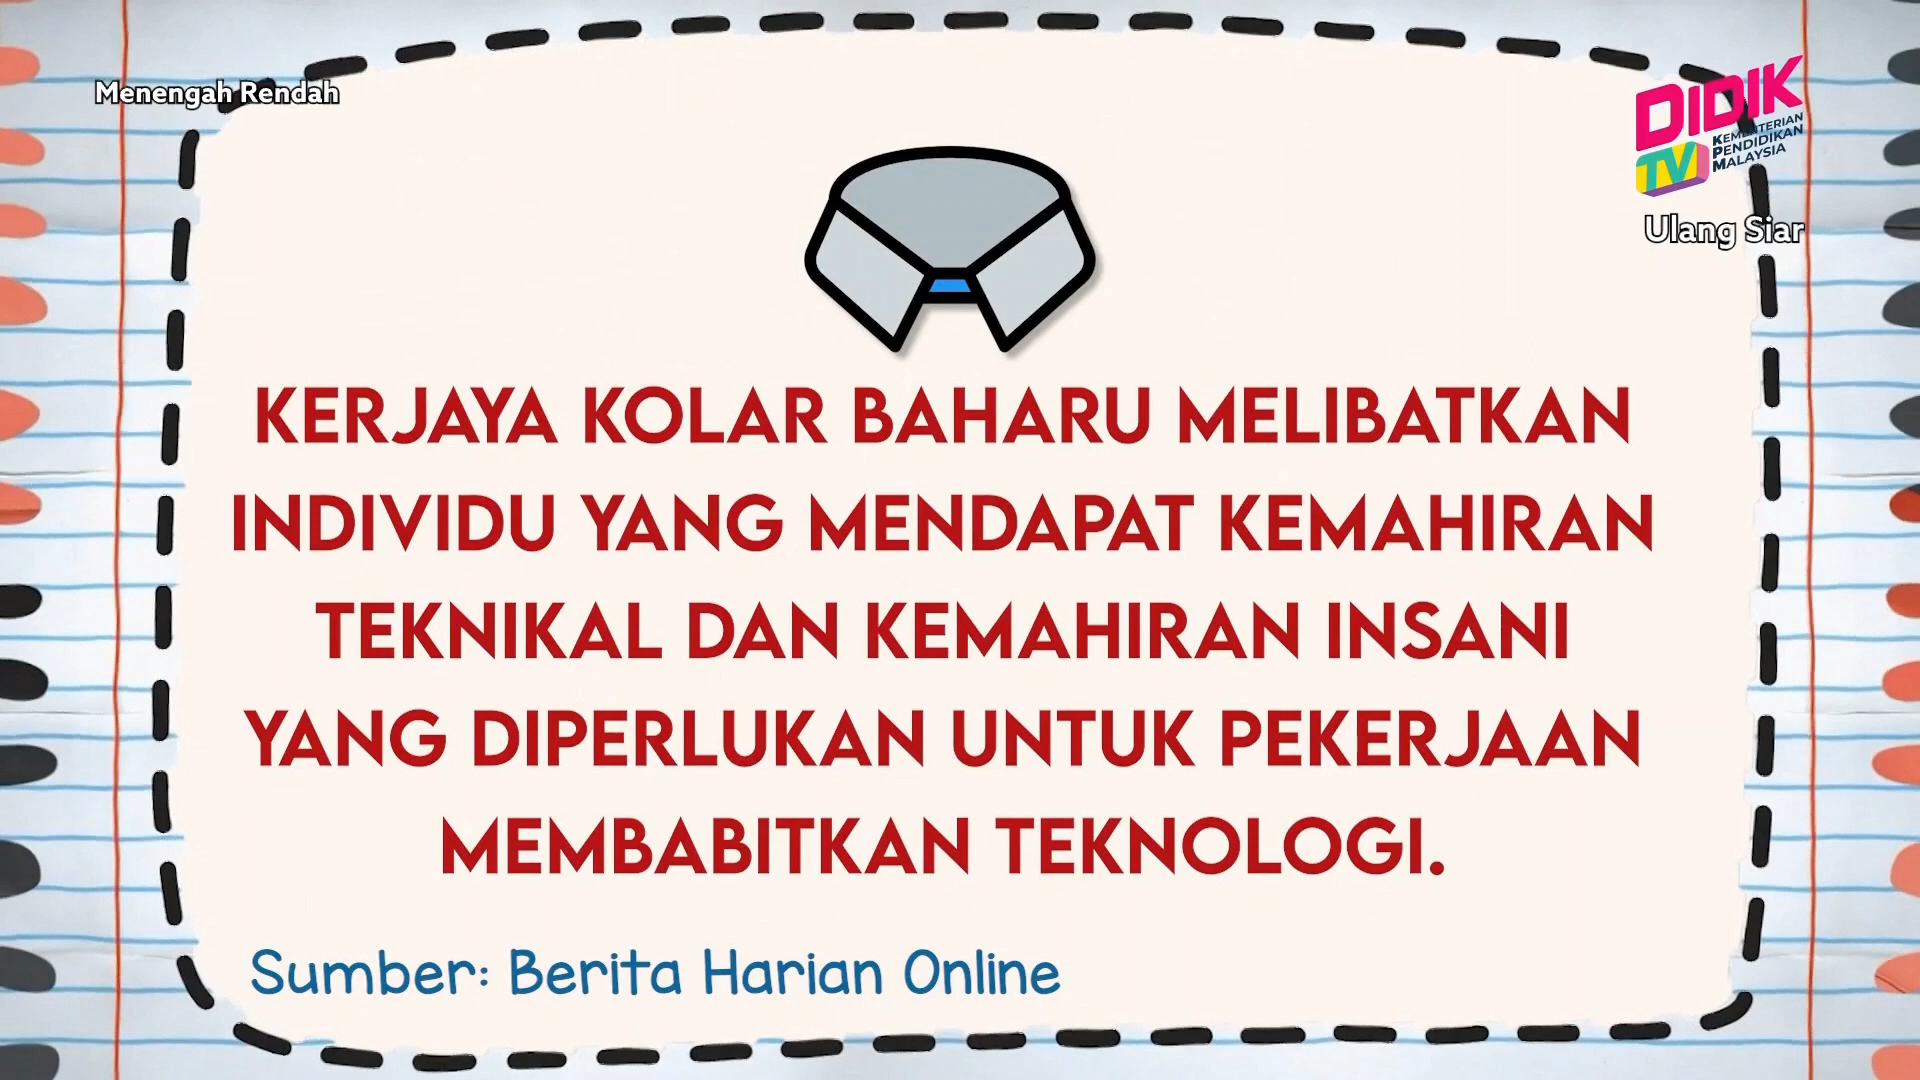 Menengah Rendah
DIDIK
TV
KEMENTERIAN
PENDIDIKAN
MALAYSIA
Ulang Siar
KERJAYA KOLAR BAHARU MELIBATKAN
INDIVIDU YANG MENDAPAT KEMAHIRAN
TEKNIKAL DAN KEMAHIRAN INSANI
YANG DIPERLUKAN UNTUK PEKERJAAN
MEMBABITKAN TEKNOLOGI.
Sumber: Berita Harian Online